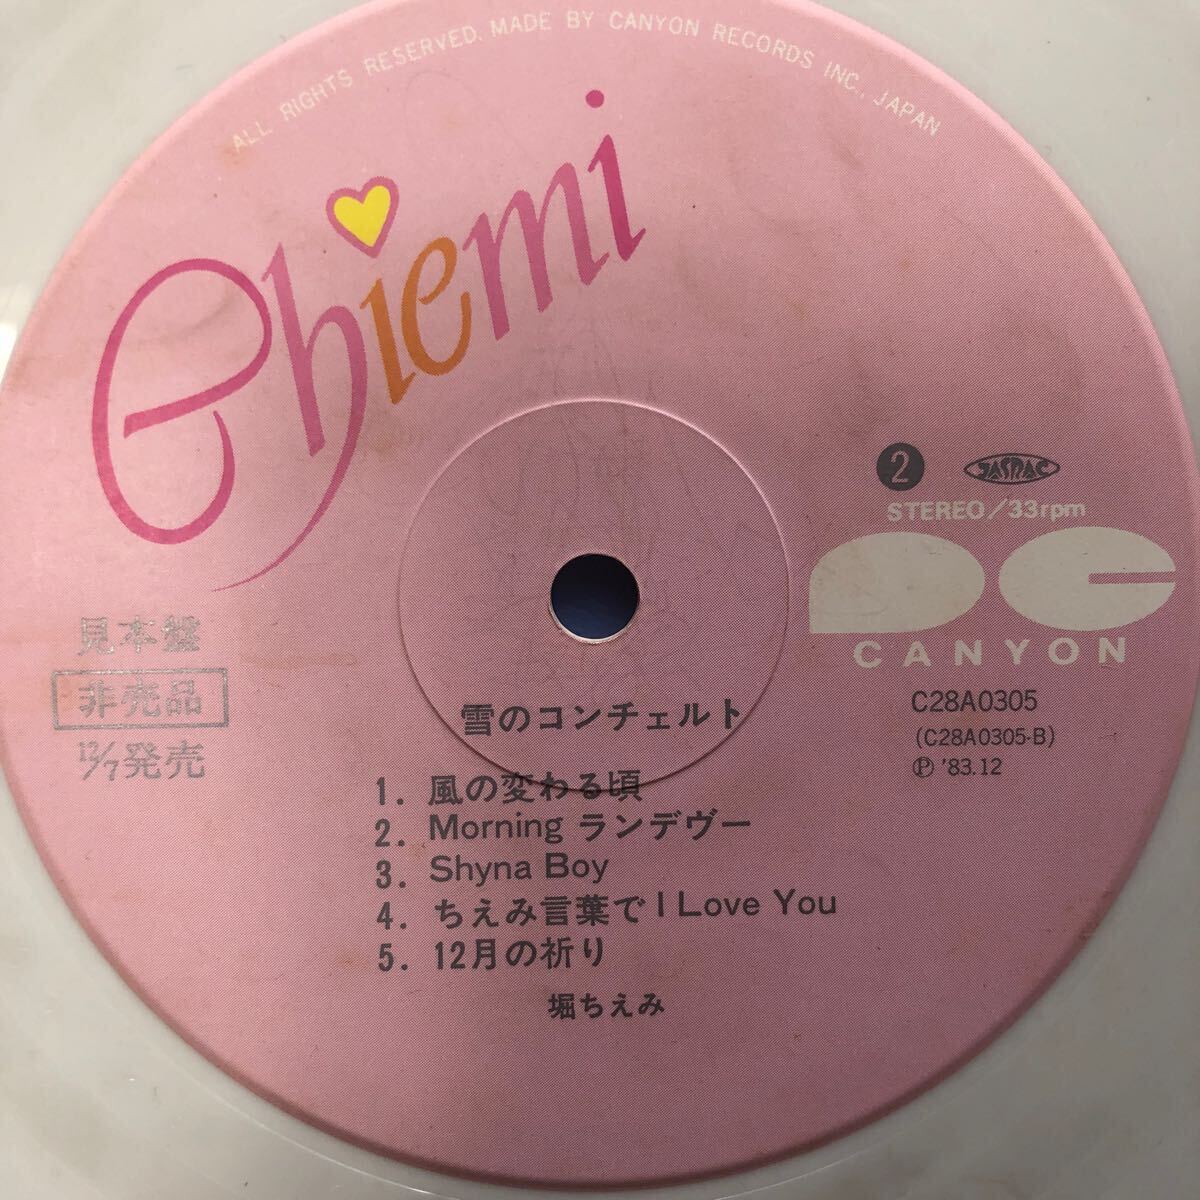 ALL RIGHTS RESERVED. MADE BY CANYON RECORDS INC., JAPAN
Chiemi
2 JASRAC
STEREO/33rpm
CANYON
見本盤
非売品
12/7発売
C28A0305
(C28A0305-B)
Ⓟ '83.12
雪のコンチェルト
1. 風の変わる頃
2. Morning ランデヴー
3. Shyna Boy
4. ちえみ言葉で I Love You
5. 12月の祈り
堀ちえみ